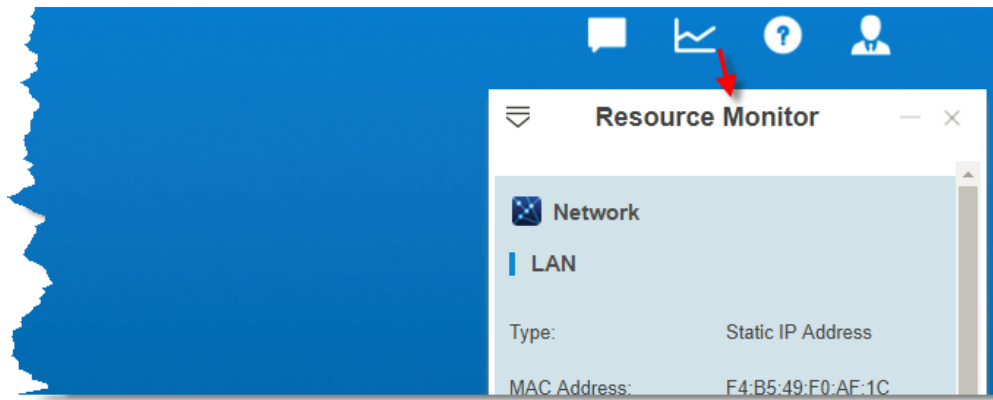 ?
Resource Monitor
Network
LAN
Type: Static IP Address
MAC Address: F4:B5:49:F0:AF:1C